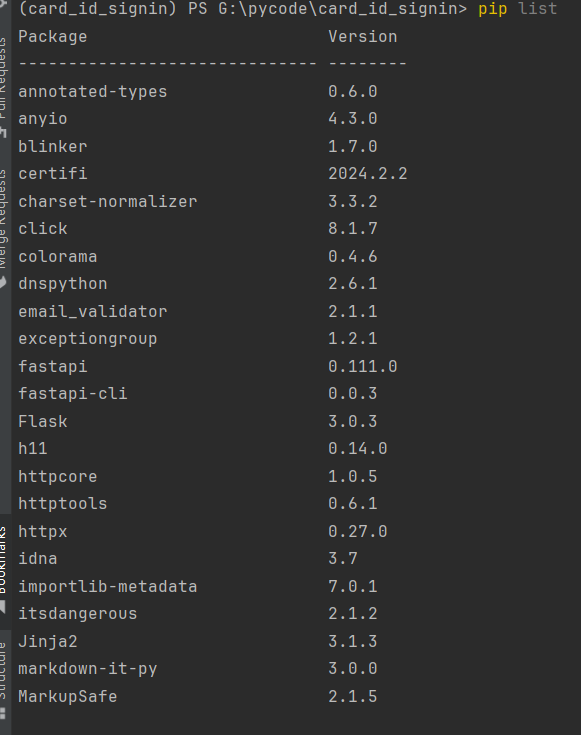 (card_id_signin) PS G:\pycode\card_id_signin> pip list
Package Version
------------------------------ --------
annotated-types 0.6.0
anyio 4.3.0
blinker 1.7.0
certifi 2024.2.2
charset-normalizer 3.3.2
click 8.1.7
colorama 0.4.6
dnspython 2.6.1
email_validator 2.1.1
exceptiongroup 1.2.1
fastapi 0.111.0
fastapi-cli 0.0.3
Flask 3.0.3
h11 0.14.0
httpcore 1.0.5
httptools 0.6.1
httpx 0.27.0
idna 3.7
importlib-metadata 7.0.1
itsdangerous 2.1.2
Jinja2 3.1.3
markdown-it-py 3.0.0
MarkupSafe 2.1.5
Pull Requests
Merge Requests
Bookmarks
Structure